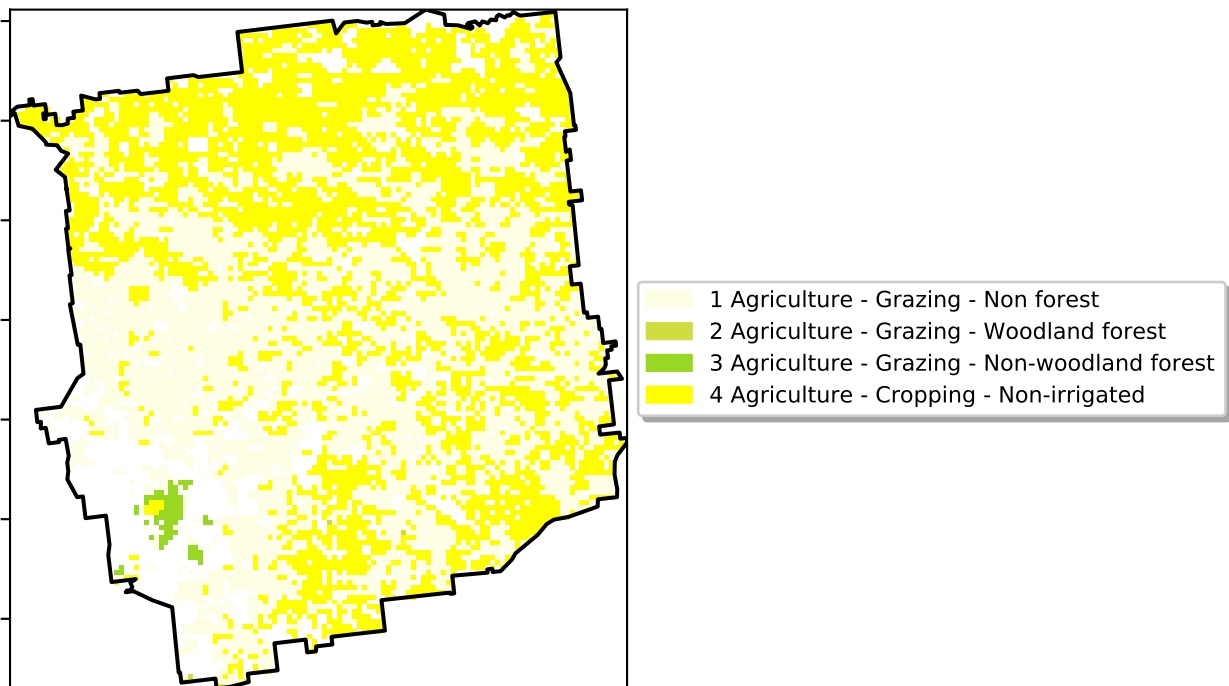 1 Agriculture - Grazing - Non forest
2 Agriculture - Grazing - Woodland forest
3 Agriculture - Grazing - Non-woodland forest
4 Agriculture - Cropping - Non-irrigated